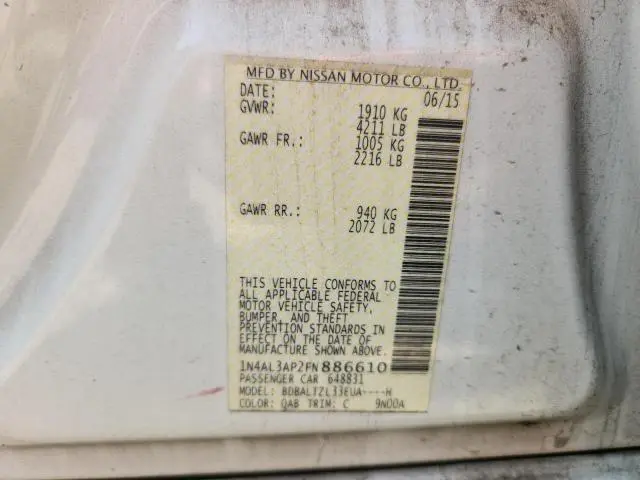 MFD BY NISSAN MOTOR CO., LTD.
DATE: 06/15
GVWR: 1910 KG
4211 LB
GAWR FR.: 1005 KG
2216 LB
GAWR RR.: 940 KG
2072 LB
THIS VEHICLE CONFORMS TO
ALL APPLICABLE FEDERAL
MOTOR VEHICLE SAFETY,
BUMPER, AND THEFT
PREVENTION STANDARDS IN
EFFECT ON THE DATE OF
MANUFACTURE SHOWN ABOVE.
1N4AL3AP2FN886610
PASSENGER CAR 648831
MODEL: BDBALTZL33EUA----H
COLOR: QAB TRIM: C 9N00A